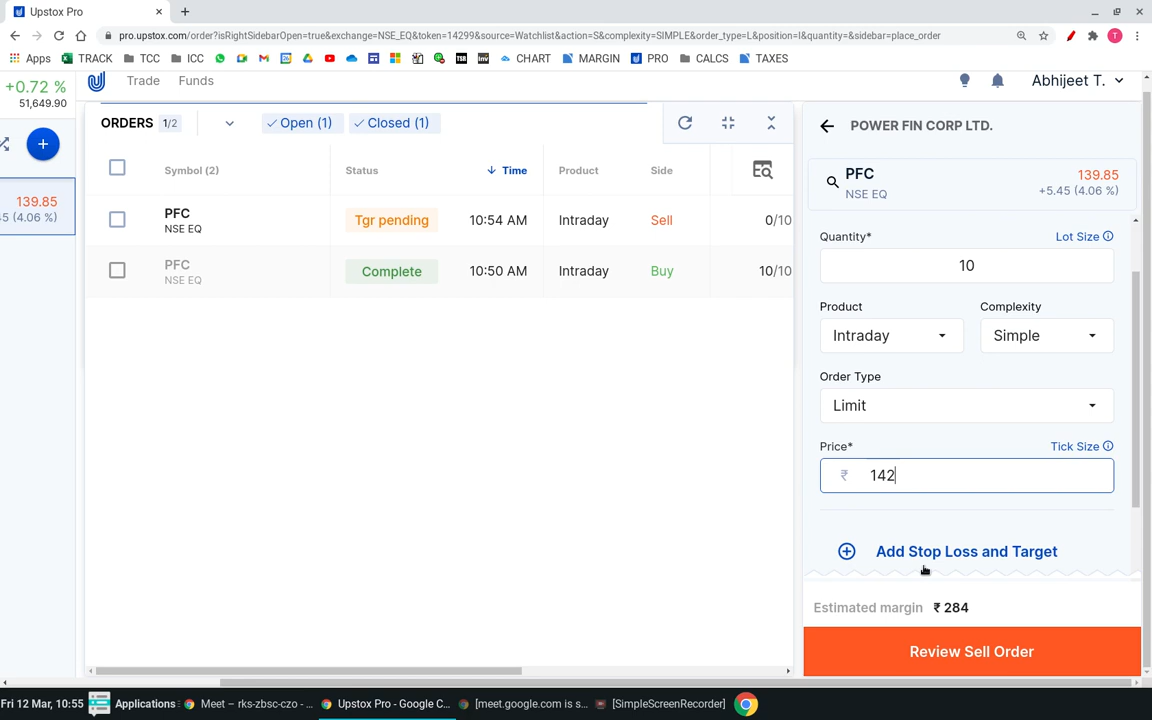 Upstox Pro
pro.upstox.com/order?isRightSidebarOpen=true&exchange=NSE_EQ&token=14299&source=Watchlist&action=S&complexity=SIMPLE&order_type=L&position=I&quantity=&sidebar=place_order
T
Apps TRACK TCC ICC CHART MARGIN PRO CALCS TAXES
+0.72 %
51,649.90
Trade Funds
Abhijeet T.
ORDERS 1/2
Open (1) Closed (1)
Symbol (2) Status Time Product Side
PFC
NSE EQ
Tgr pending 10:54 AM Intraday Sell 0/10
PFC
NSE EQ
Complete 10:50 AM Intraday Buy 10/10
139.85
45 (4.06 %)
POWER FIN CORP LTD.
PFC 139.85
NSE EQ +5.45 (4.06 %)
Quantity* Lot Size
10
Product Complexity
Intraday Simple
Order Type
Limit
Price* Tick Size
₹ 142
Add Stop Loss and Target
Estimated margin ₹ 284
Review Sell Order
Fri 12 Mar, 10:55 Applications Meet – rks-zbsc-czo - ... Upstox Pro - Google C... [meet.google.com is s... [SimpleScreenRecorder]